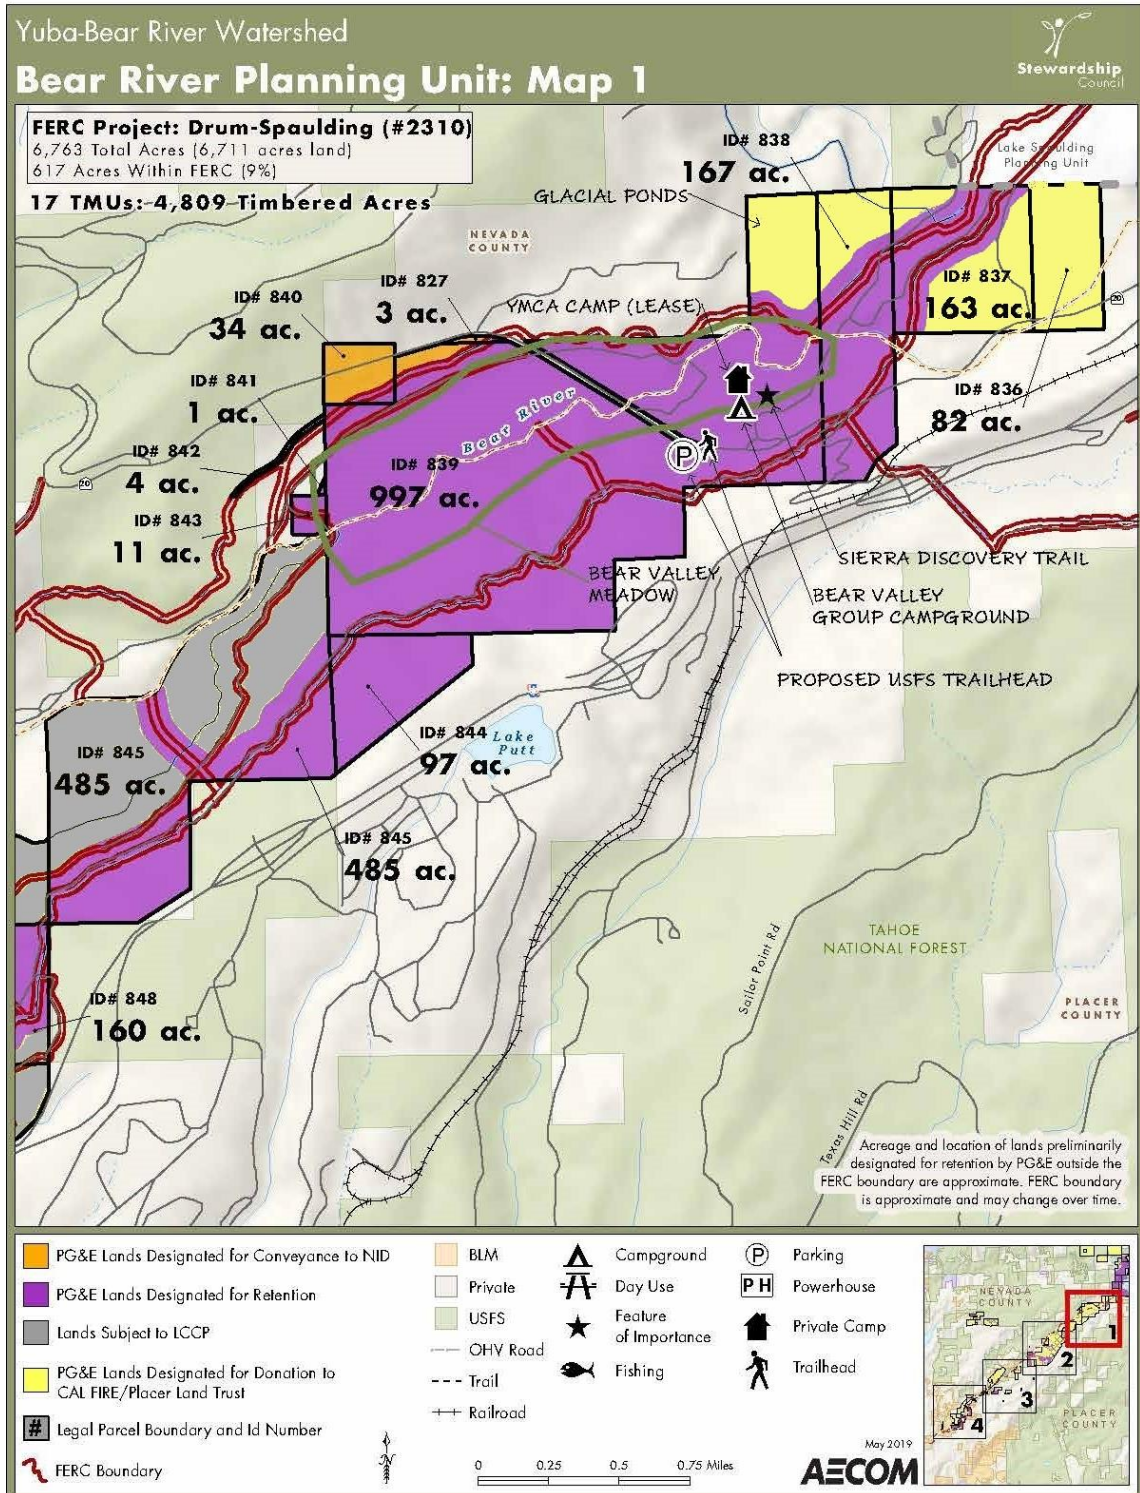 Yuba-Bear River Watershed
Bear River Planning Unit: Map 1
Stewardship
Council
FERC Project: Drum-Spaulding (#2310)
6,763 Total Acres (6,711 acres land)
617 Acres Within FERC (9%)
17 TMUs: 4,809 Timbered Acres
ID# 838
167 ac.
Lake Spaulding
Planning Unit
GLACIAL PONDS
NEVADA
COUNTY
ID# 827
3 ac.
ID# 840
34 ac.
YMCA CAMP (LEASE)
ID# 837
163 ac.
20
ID# 841
1 ac.
ID# 836
82 ac.
Bear River
ID# 842
4 ac.
20
ID# 839
997 ac.
P
ID# 843
11 ac.
SIERRA DISCOVERY TRAIL
BEAR VALLEY
MEADOW
BEAR VALLEY
GROUP CAMPGROUND
PROPOSED USFS TRAILHEAD
ID# 844
97 ac.
Lake
Putt
ID# 845
485 ac.
ID# 845
485 ac.
TAHOE
NATIONAL FOREST
Sailor Point Rd
PLACER
COUNTY
ID# 848
160 ac.
Texas Hill Rd
Acreage and location of lands preliminarily
designated for retention by PG&E outside the
FERC boundary are approximate. FERC boundary
is approximate and may change over time.
PG&E Lands Designated for Conveyance to NID
PG&E Lands Designated for Retention
Lands Subject to LCCP
PG&E Lands Designated for Donation to
CAL FIRE/Placer Land Trust
# Legal Parcel Boundary and Id Number
FERC Boundary
BLM
Private
USFS
OHV Road
Trail
Railroad
Campground
Day Use
Feature
of Importance
Fishing
P Parking
PH Powerhouse
Private Camp
Trailhead
0 0.25 0.5 0.75 Miles
May 2019
AECOM
NEVADA
COUNTY
1
2
3
4
PLACER
COUNTY